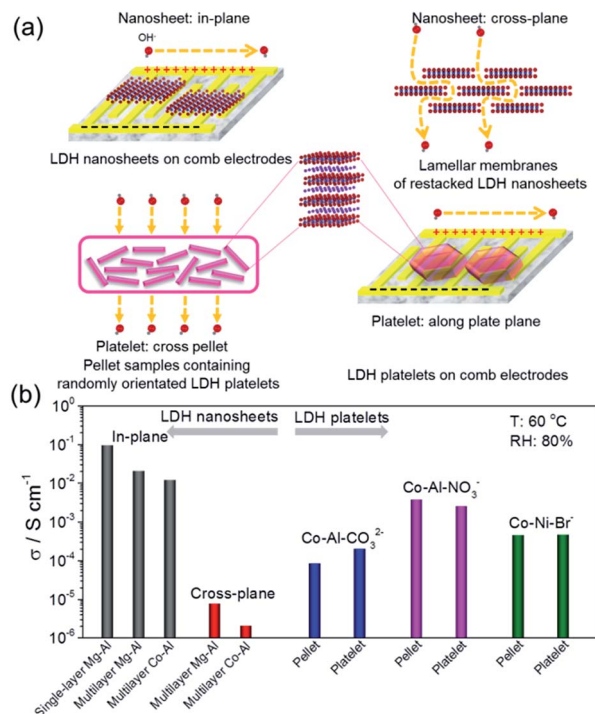 (a)
Nanosheet: in-plane
OH⁻
+ + + + + + + + + + +
LDH nanosheets on comb electrodes
Nanosheet: cross-plane
Lamellar membranes
of restacked LDH nanosheets
Platelet: cross pellet
Pellet samples containing
randomly orientated LDH platelets
+ + + + + + + + + + +
Platelet: along plate plane
LDH platelets on comb electrodes
(b)
σ / S cm⁻¹
10⁰
10⁻¹
10⁻²
10⁻³
10⁻⁴
10⁻⁵
10⁻⁶
LDH nanosheets
LDH platelets
T: 60 °C
RH: 80%
In-plane
Cross-plane
Co-Al-CO₃²⁻
Co-Al-NO₃⁻
Co-Ni-Br⁻
Single-layer Mg-Al
Multilayer Mg-Al
Multilayer Co-Al
Multilayer Mg-Al
Multilayer Co-Al
Pellet
Platelet
Pellet
Platelet
Pellet
Platelet